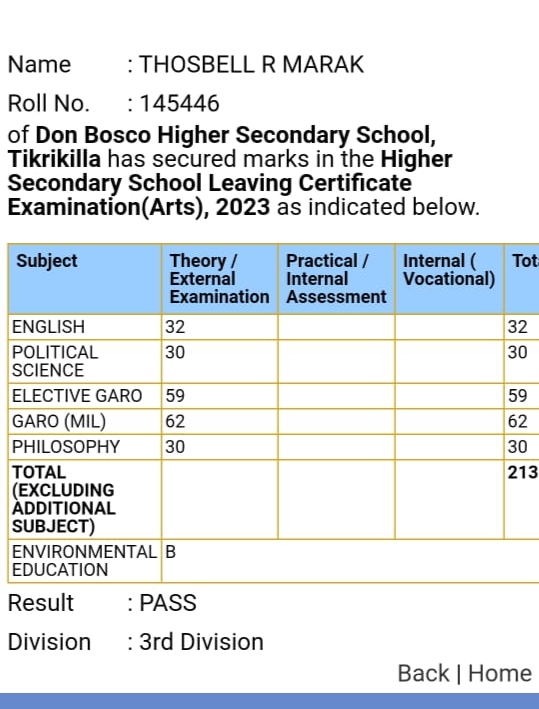 Name : THOSBELL R MARAK
Roll No. : 145446
of Don Bosco Higher Secondary School,
Tikrikilla has secured marks in the Higher
Secondary School Leaving Certificate
Examination(Arts), 2023 as indicated below.
Subject Theory / External Examination Practical / Internal Assessment Internal ( Vocational) Tot
ENGLISH 32 32
POLITICAL SCIENCE 30 30
ELECTIVE GARO 59 59
GARO (MIL) 62 62
PHILOSOPHY 30 30
TOTAL (EXCLUDING ADDITIONAL SUBJECT) 213
ENVIRONMENTAL EDUCATION B
Result : PASS
Division : 3rd Division
Back | Home